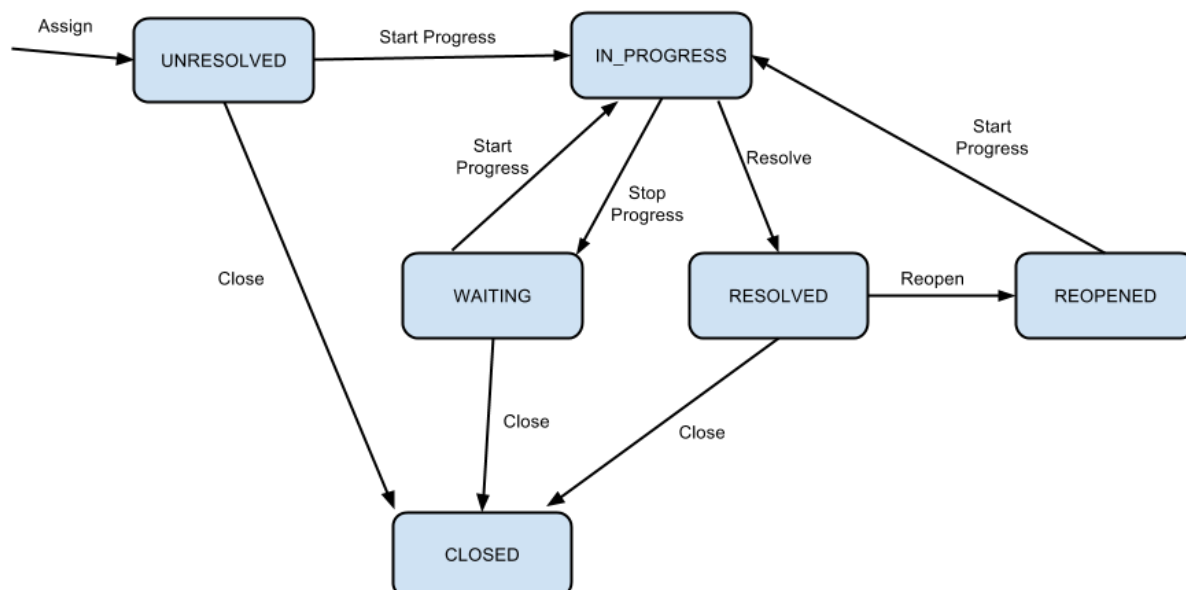 Assign
UNRESOLVED
Start Progress
IN_PROGRESS
Start
Progress
Stop
Progress
Resolve
Start
Progress
Close
WAITING
RESOLVED
Reopen
REOPENED
Close
Close
CLOSED